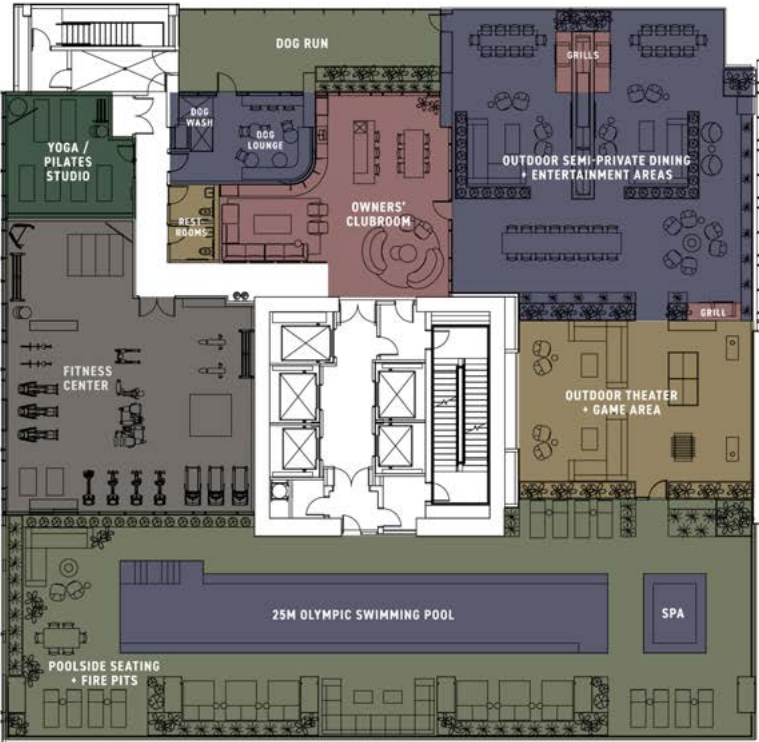 DOG RUN
GRILLS
DOG
WASH
DOG
LOUNGE
YOGA /
PILATES
STUDIO
OUTDOOR SEMI-PRIVATE DINING
+ ENTERTAINMENT AREAS
OWNERS'
CLUBROOM
REST
ROOMS
GRILL
FITNESS
CENTER
OUTDOOR THEATER
+ GAME AREA
25M OLYMPIC SWIMMING POOL
SPA
POOLSIDE SEATING
+ FIRE PITS